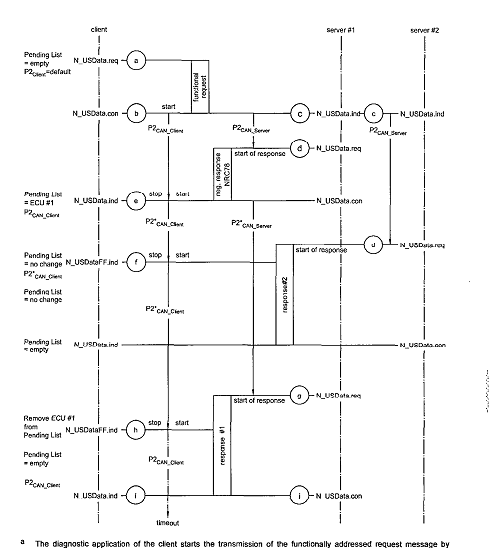 client
server #1
server #2
Pending List
= empty
P2Client=default
N_USData.req
a
functional
request
N_USData.con
b
start
c
N_USData.ind
c
N_USData.ind
P2CAN_Client
P2CAN_Server
P2CAN_Server
start of response
d
N_USData.req
neg. response
NRC78
Pending List
= ECU #1
P2CAN_Client
N_USData.ind
e
stop
start
N_USData.con
P2*CAN_Client
P2*CAN_Server
start of response
d
N_USData.req
Pending List
= no change
P2*CAN_Client
N_USDataFF.ind
f
stop
start
response#2
Pending List
= no change
P2*CAN_Client
Pending List
= empty
N_USData.ind
N_USData.con
start of response
g
N_USData.req
Remove ECU #1
from
Pending List
N_USDataFF.ind
h
stop
start
response #1
Pending List
= empty
P2CAN_Client
P2CAN_Client
N_USData.ind
i
i
N_USData.con
timeout
a The diagnostic application of the client starts the transmission of the functionally addressed request message by